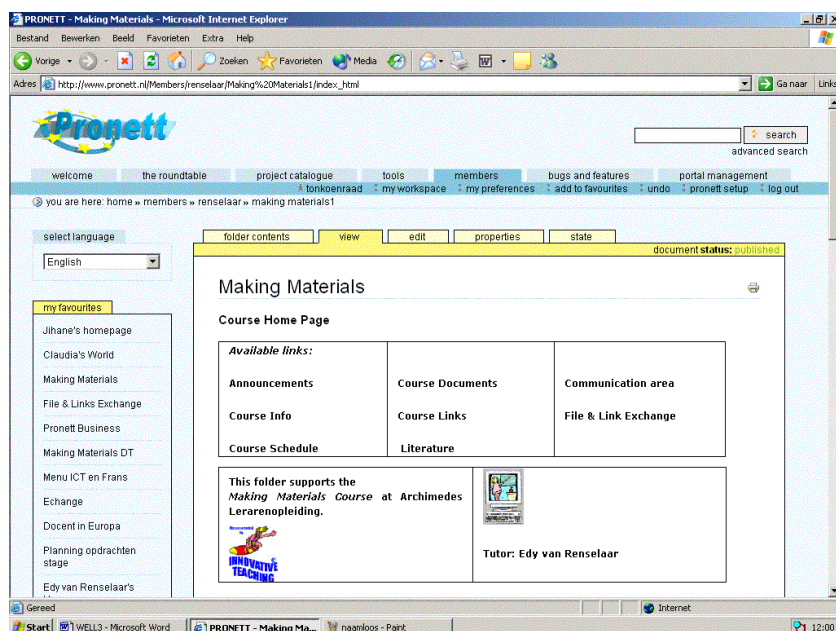 PRONETT - Making Materials - Microsoft Internet Explorer
Bestand Bewerken Beeld Favorieten Extra Help
Vorige Zoeken Favorieten Media
Adres http://www.pronett.nl/Members/renselaar/Making%20Materials1/index_html Ga naar Links
Pronett
search
advanced search
welcome the roundtable project catalogue tools members bugs and features portal management
tonkoenraad my workspace my preferences add to favourites undo pronett setup log out
you are here: home » members » renselaar » making materials1
select language
English
my favourites
Jihane's homepage
Claudia's World
Making Materials
File & Links Exchange
Pronett Business
Making Materials DT
Menu ICT en Frans
Echange
Docent in Europa
Planning opdrachten
stage
Edy van Renselaar's
folder contents view edit properties state
document status: published
Making Materials
Course Home Page
Available links:
Announcements Course Documents Communication area
Course Info Course Links File & Link Exchange
Course Schedule Literature
This folder supports the
Making Materials Course at Archimedes
Lerarenopleiding.
INNOVATIVE
TEACHING
Tutor: Edy van Renselaar
Gereed Internet
Start WELL3 - Microsoft Word PRONETT - Making Ma... naamloos - Paint 12:00